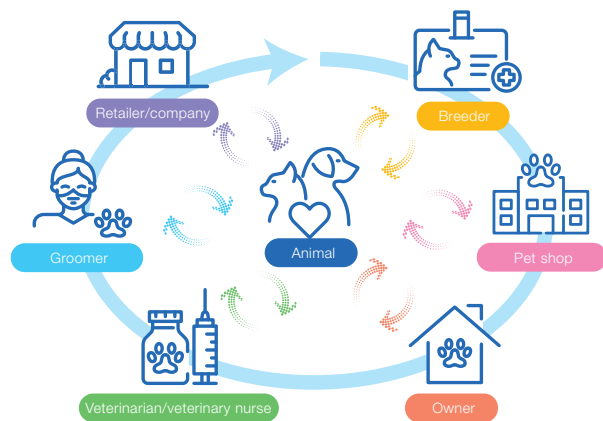 Retailer/company
Breeder
Groomer
Animal
Pet shop
Veterinarian/veterinary nurse
Owner